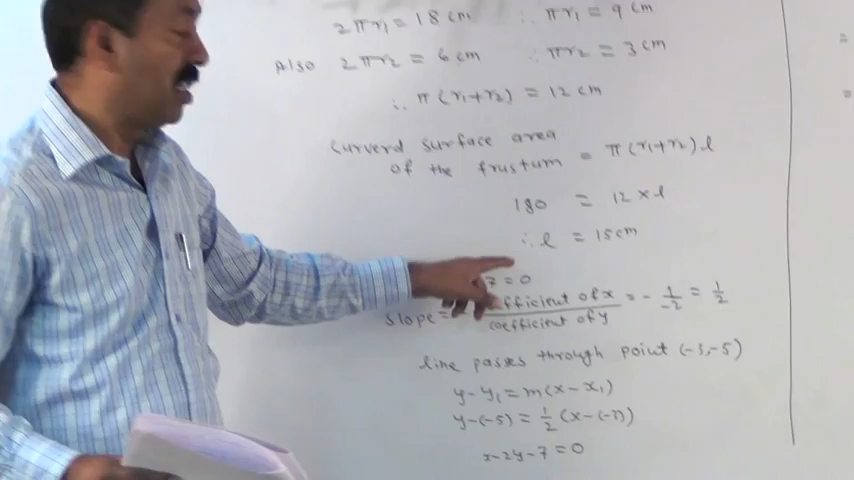 2πr₁ = 18 cm ∴ πr₁ = 9 cm
Also 2πr₂ = 6 cm ∴ πr₂ = 3 cm
∴ π(r₁+r₂) = 12 cm
Curverd surface area
of the frustum = π(r₁+r₂) l
180 = 12 × l
∴ l = 15 cm
7 = 0
slope = coefficient of x / coefficient of y = - 1/-2 = 1/2
line passes through point (-3,-5)
y-y₁ = m(x-x₁)
y-(-5) = 1/2 (x-(-3))
x-2y-7 = 0